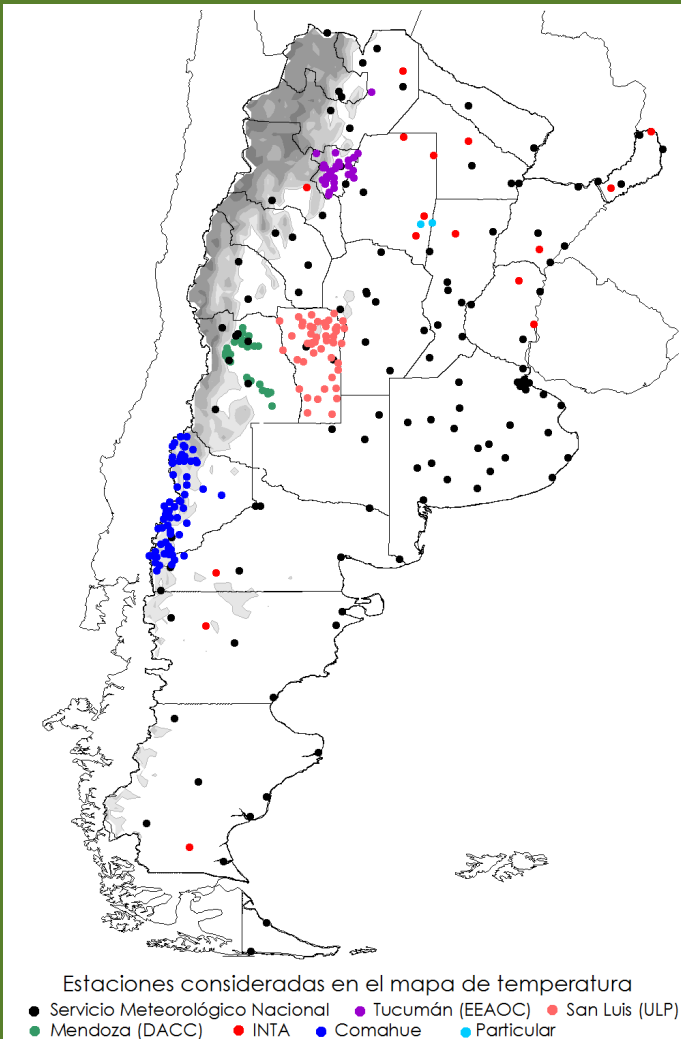 Estaciones consideradas en el mapa de temperatura
Servicio Meteorológico Nacional Tucumán (EEAOC) San Luis (ULP)
Mendoza (DACC) INTA Comahue Particular